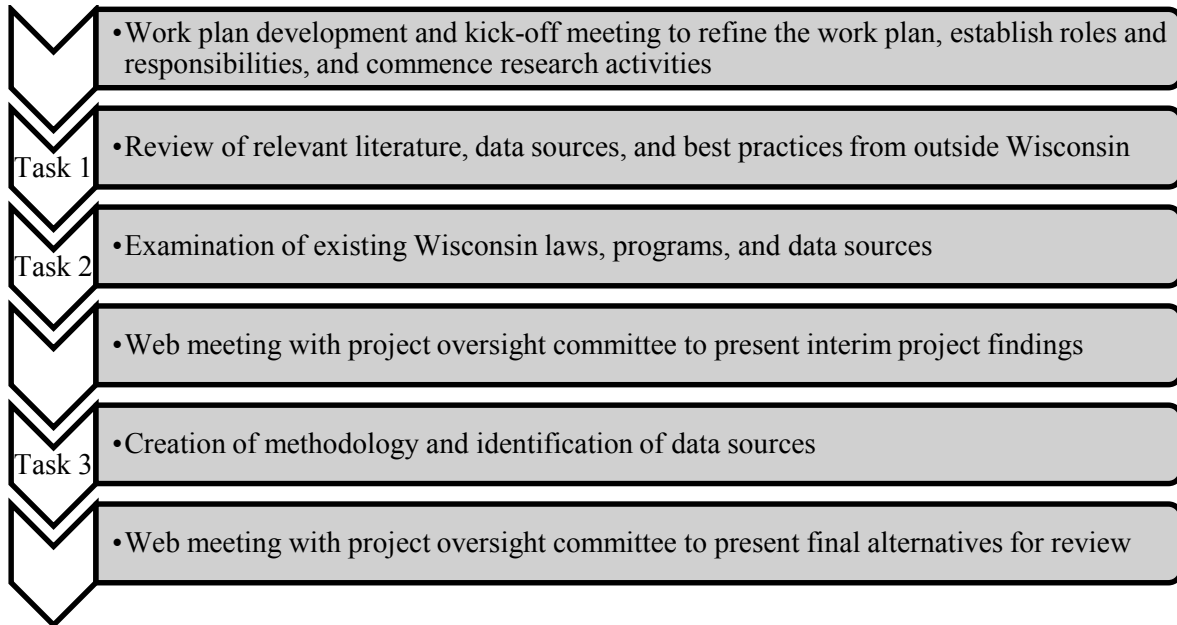 •Work plan development and kick-off meeting to refine the work plan, establish roles and
responsibilities, and commence research activities
Task 1
•Review of relevant literature, data sources, and best practices from outside Wisconsin
Task 2
•Examination of existing Wisconsin laws, programs, and data sources
•Web meeting with project oversight committee to present interim project findings
Task 3
•Creation of methodology and identification of data sources
•Web meeting with project oversight committee to present final alternatives for review